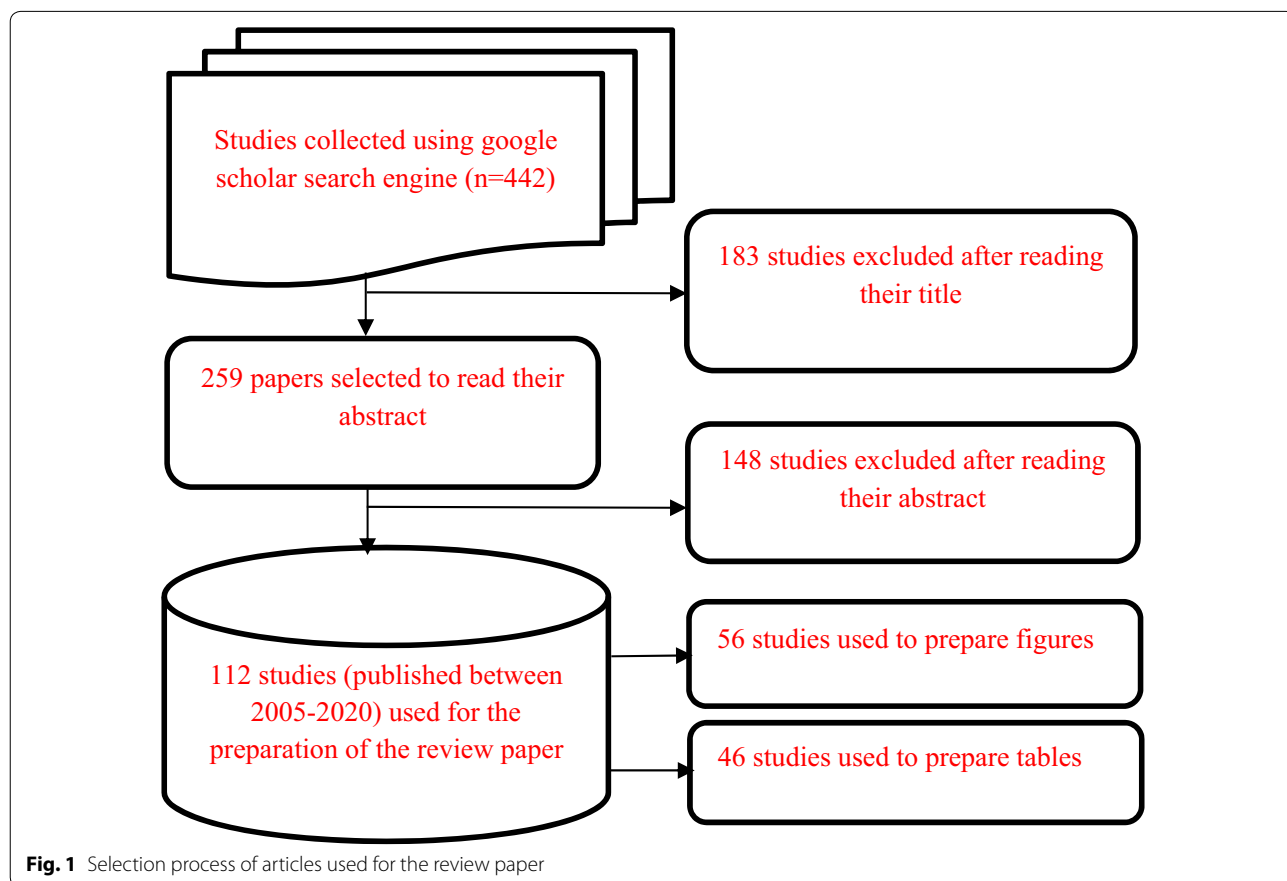 Studies collected using google
scholar search engine (n=442)
183 studies excluded after reading
their title
259 papers selected to read their
abstract
148 studies excluded after reading
their abstract
112 studies (published between
2005-2020) used for the
preparation of the review paper
56 studies used to prepare figures
46 studies used to prepare tables
Fig. 1 Selection process of articles used for the review paper